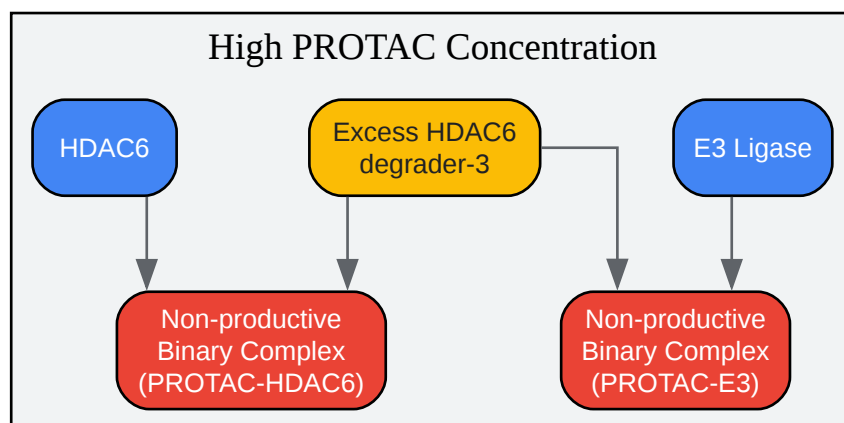 High PROTAC Concentration
HDAC6
Excess HDAC6
degrader-3
E3 Ligase
Non-productive
Binary Complex
(PROTAC-HDAC6)
Non-productive
Binary Complex
(PROTAC-E3)